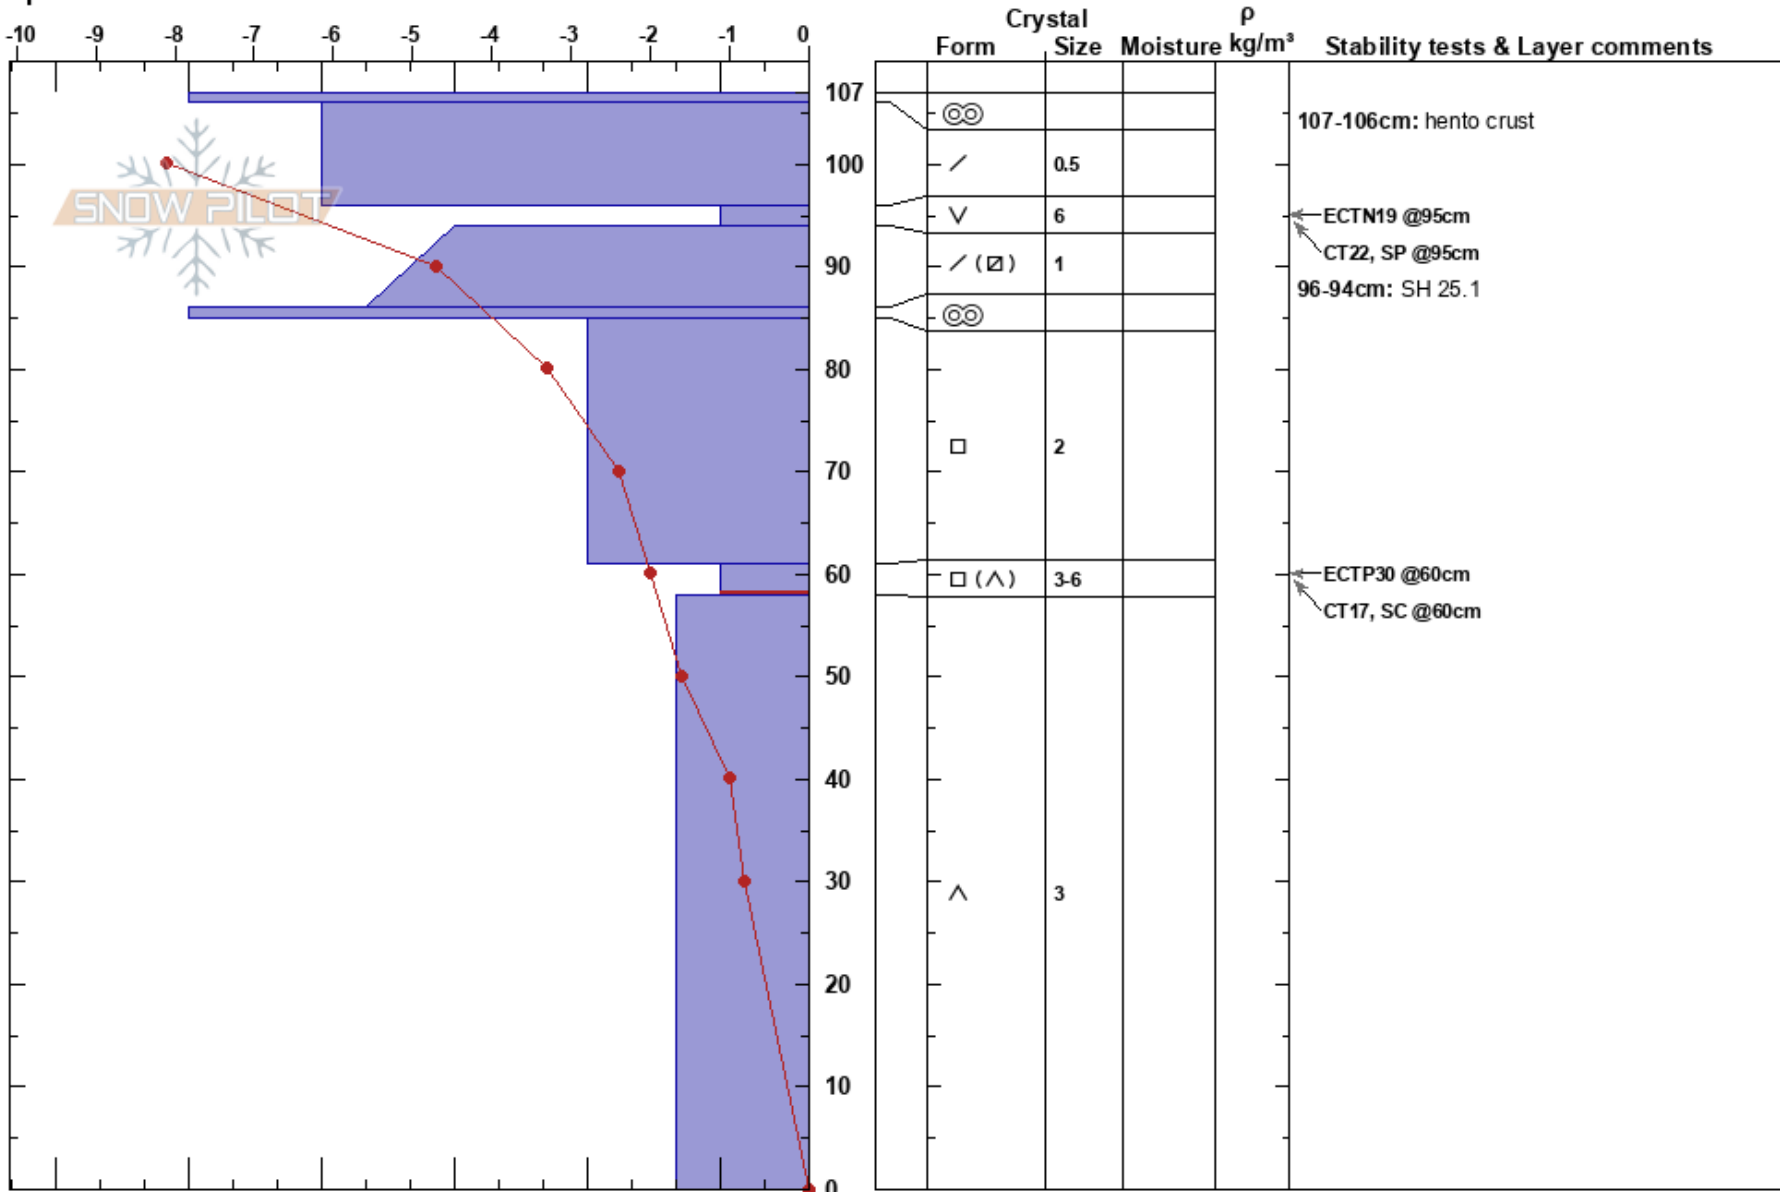 Crystal ρ
-10 -9 -8 -7 -6 -5 -4 -3 -2 -1 0 Form Size Moisture kg/m³ Stability tests & Layer comments
107
107-106cm: hento crust
100 0.5
SNOW PILOT
6 ECTN19 @95cm
CT22, SP @95cm
90 1
96-94cm: SH 25.1
80
2
70
60 3-6 ECTP30 @60cm
CT17, SC @60cm
50
40
30 3
20
10
0